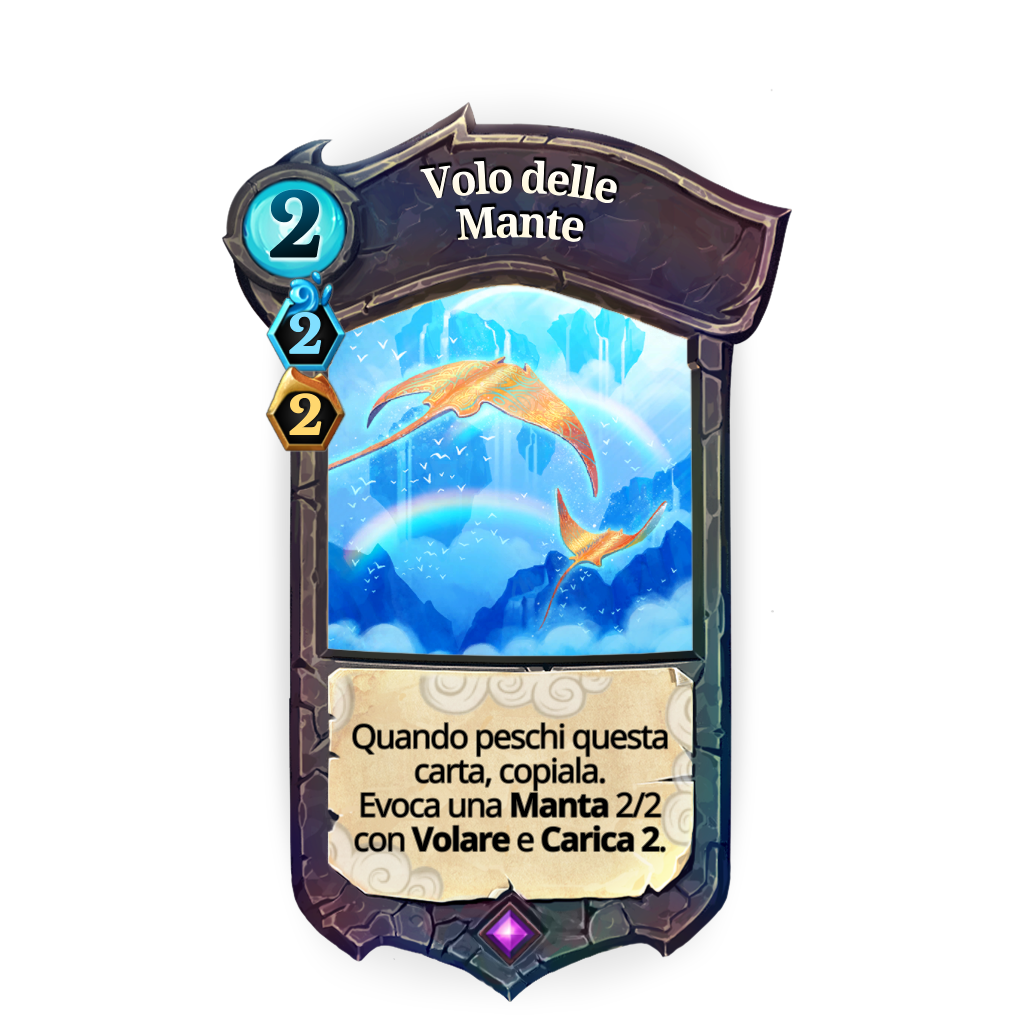 2
Volo delle
Mante
2
2
Quando peschi questa
carta, copiala.
Evoca una Manta 2/2
con Volare e Carica 2.